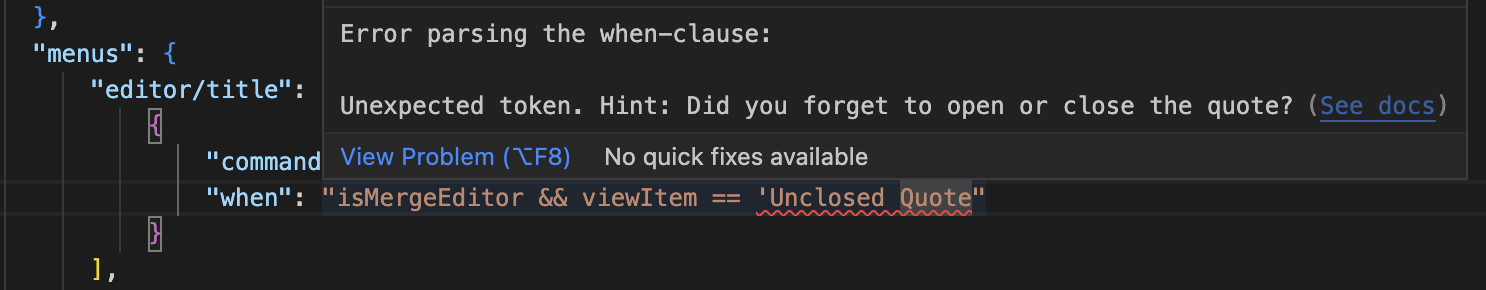 },
"menus": {
"editor/title":
{
"command
"when": "isMergeEditor && viewItem == 'Unclosed Quote"
}
],
Error parsing the when-clause:
Unexpected token. Hint: Did you forget to open or close the quote? (See docs)
View Problem (⌥F8) No quick fixes available